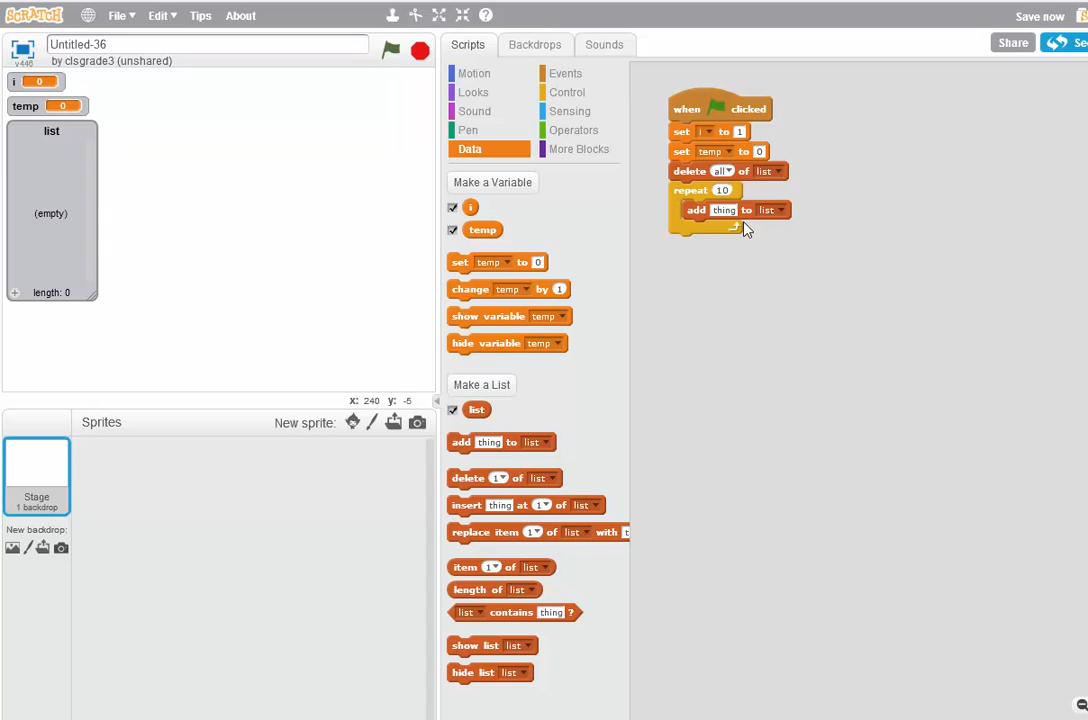 SCRATCH File Edit Tips About Save now
Untitled-36
by clsgrade3 (unshared)
v446
Scripts Backdrops Sounds
Share
i 0
temp 0
list
(empty)
length: 0
Motion Events
Looks Control
Sound Sensing
Pen Operators
Data More Blocks
Make a Variable
i
temp
set temp to 0
change temp by 1
show variable temp
hide variable temp
Make a List
list
add thing to list
delete 1 of list
insert thing at 1 of list
replace item 1 of list with
item 1 of list
length of list
list contains thing ?
show list list
hide list list
when clicked
set i to 1
set temp to 0
delete all of list
repeat 10
add thing to list
x: 240 y: -5
Sprites New sprite:
Stage
1 backdrop
New backdrop: